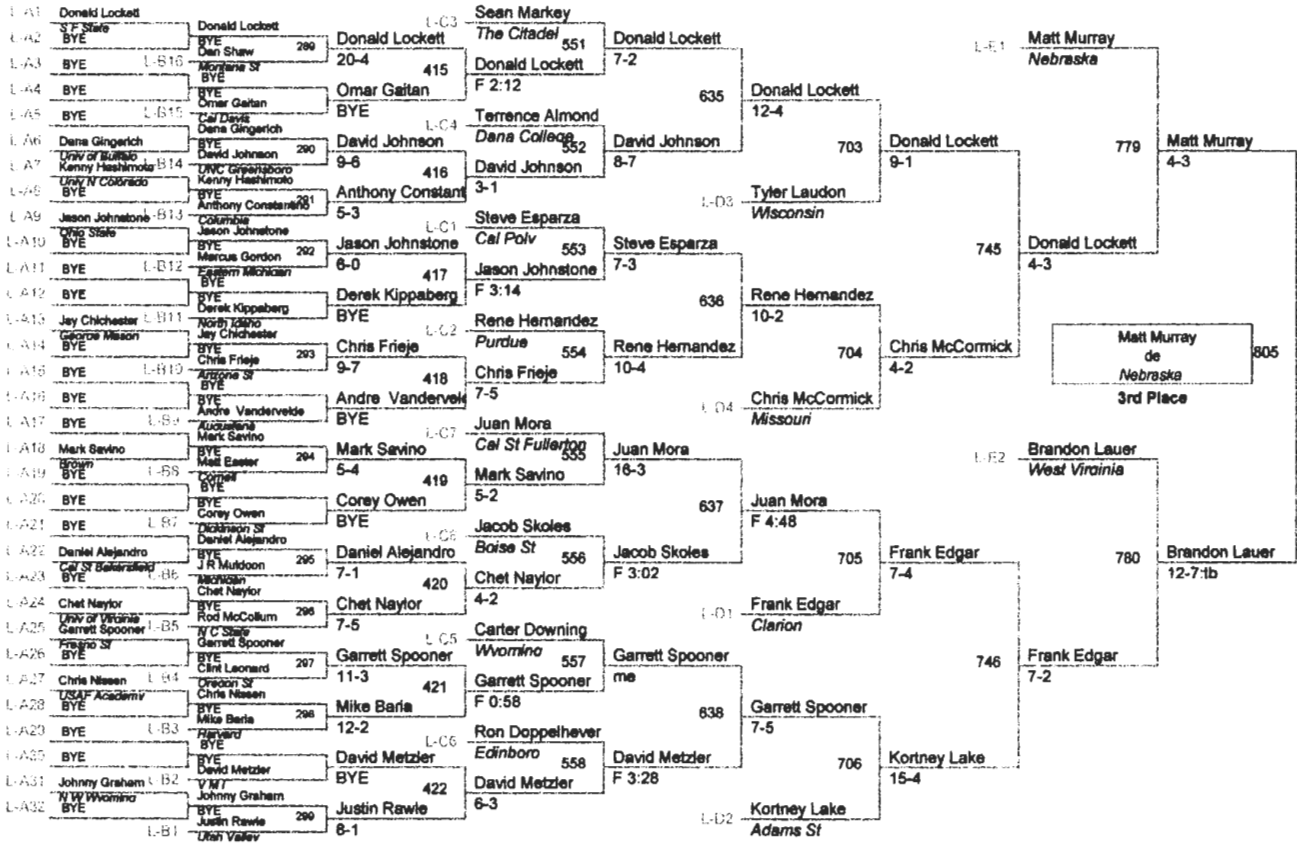 L-A1 Donald Lockett
S F State
L-A2 BYE
L-A3 BYE
L-A4 BYE
L-A5 BYE
L-A6 Dana Gingerich
Univ of Buffalo
L-A7 Kenny Hashimoto
Univ N Colorado
L-A8 BYE
L-A9 Jason Johnstone
Ohio State
L-A10 BYE
L-A11 BYE
L-A12 BYE
L-A13 Jay Chichester
George Mason
L-A14 BYE
L-A15 BYE
L-A16 BYE
L-A17 BYE
L-A18 Mark Savino
Brown
L-A19 BYE
L-A20 BYE
L-A21 BYE
L-A22 Daniel Alejandro
Cal St Bakersfield
L-A23 BYE
L-A24 Chet Naylor
Univ of Virginia
L-A25 Garrett Spooner
Fresno St
L-A26 BYE
L-A27 Chris Nissen
USAF Academy
L-A28 BYE
L-A29 BYE
L-A30 BYE
L-A31 Johnny Graham
N W Wyoming
L-A32 BYE
Donald Lockett
BYE
289
L-B16 Dan Shaw
Montana St
BYE
BYE
L-B15 Omar Gaitan
Cal Davis
Dana Gingerich
BYE
290
L-B14 David Johnson
UNC Greensboro
Kenny Hashimoto
BYE
291
L-B13 Anthony Constantino
Columbia
Jason Johnstone
BYE
292
L-B12 Marcus Gordon
Eastern Michigan
BYE
BYE
L-B11 Derek Kippaberg
North Idaho
Jay Chichester
BYE
293
L-B10 Chris Frieje
Arizona St
BYE
BYE
L-B9 Andre Vandervelde
Augustana
Mark Savino
BYE
294
L-B8 Matt Easter
Cornell
BYE
BYE
L-B7 Corey Owen
Dickinson St
Daniel Alejandro
BYE
295
L-B6 J R Muldoon
Michigan
Chet Naylor
BYE
296
L-B5 Rod McCollum
N C State
Garrett Spooner
BYE
297
L-B4 Clint Leonard
Oregon St
Chris Nissen
BYE
298
L-B3 Mike Baria
Harvard
BYE
BYE
L-B2 David Metzler
V M I
Johnny Graham
BYE
299
L-B1 Justin Rawle
Utah Valley
Donald Lockett
20-4
415
Omar Gaitan
BYE
David Johnson
9-6
416
Anthony Constant
5-3
Jason Johnstone
6-0
417
Derek Kippaberg
BYE
Chris Frieje
9-7
418
Andre Vandervelde
BYE
Mark Savino
5-4
419
Corey Owen
BYE
Daniel Alejandro
7-1
420
Chet Naylor
7-5
Garrett Spooner
11-3
421
Mike Baria
12-2
David Metzler
BYE
422
Justin Rawle
6-1
L-C3 Sean Markey
The Citadel
551
Donald Lockett
F 2:12
L-C4 Terrence Almond
Dana College
552
David Johnson
3-1
L-C1 Steve Esparza
Cal Poly
553
Jason Johnstone
F 3:14
L-C2 Rene Hernandez
Purdue
554
Chris Frieje
7-5
L-C7 Juan Mora
Cal St Fullerton
555
Mark Savino
5-2
L-C8 Jacob Skoles
Boise St
556
Chet Naylor
4-2
L-C5 Carter Downing
Wyoming
557
Garrett Spooner
F 0:58
L-C6 Ron Doppelhever
Edinboro
558
David Metzler
6-3
Donald Lockett
7-2
635
David Johnson
8-7
Steve Esparza
7-3
636
Rene Hernandez
10-4
Juan Mora
16-3
637
Jacob Skoles
F 3:02
Garrett Spooner
me
638
David Metzler
F 3:28
Donald Lockett
12-4
703
L-D3 Tyler Laudon
Wisconsin
Rene Hernandez
10-2
704
L-D4 Chris McCormick
Missouri
Juan Mora
F 4:48
705
L-D1 Frank Edgar
Clarion
Garrett Spooner
7-5
706
L-D2 Kortney Lake
Adams St
Donald Lockett
9-1
745
Chris McCormick
4-2
Frank Edgar
7-4
746
Kortney Lake
15-4
L-E1 Matt Murray
Nebraska
779
Donald Lockett
4-3
L-E2 Brandon Lauer
West Virginia
780
Frank Edgar
7-2
Matt Murray
4-3
Brandon Lauer
12-7:tb
Matt Murray
de
Nebraska
805
3rd Place